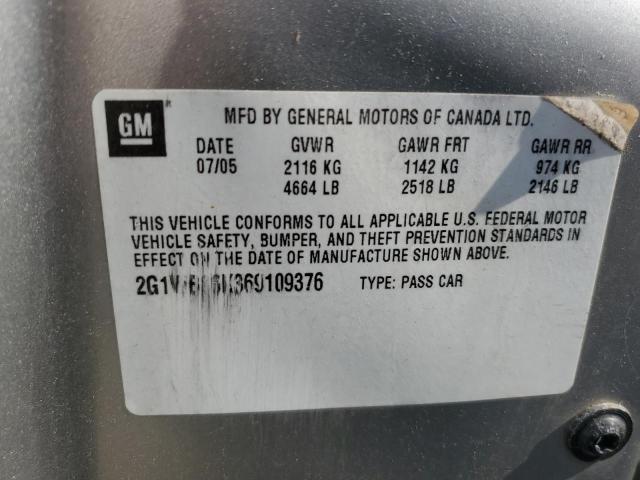 GM
MFD BY GENERAL MOTORS OF CANADA LTD.
DATE GVWR GAWR FRT GAWR RR
07/05 2116 KG 1142 KG 974 KG
4664 LB 2518 LB 2146 LB
THIS VEHICLE CONFORMS TO ALL APPLICABLE U.S. FEDERAL MOTOR
VEHICLE SAFETY, BUMPER, AND THEFT PREVENTION STANDARDS IN
EFFECT ON THE DATE OF MANUFACTURE SHOWN ABOVE.
TYPE: PASS CAR